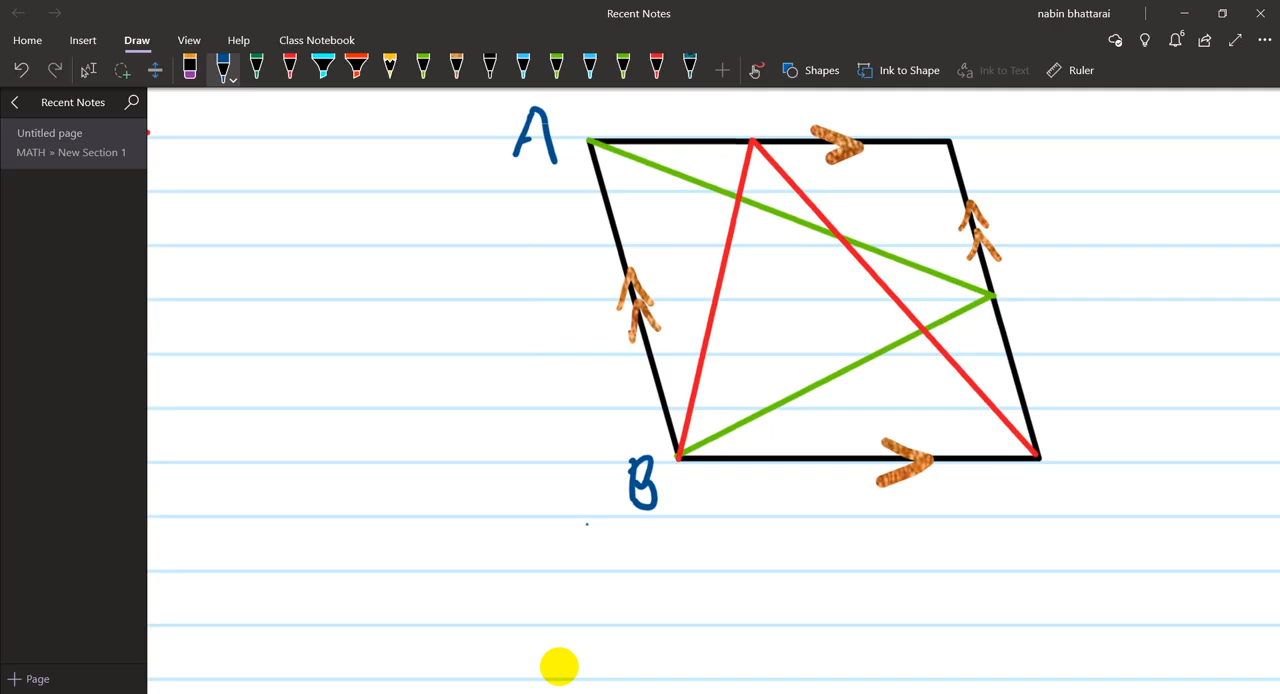 Recent Notes
nabin bhattarai
Home Insert Draw View Help Class Notebook
6
Shapes Ink to Shape Ink to Text Ruler
Recent Notes
Untitled page
MATH » New Section 1
A
B
Page